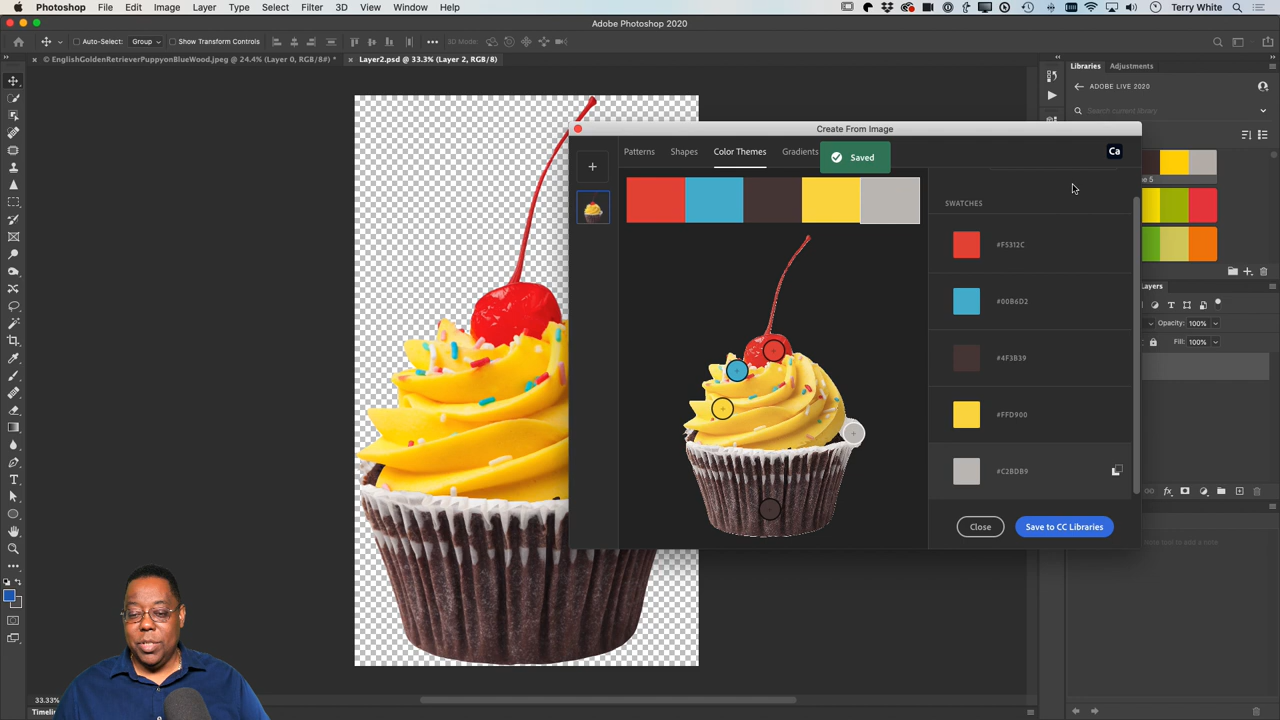 Photoshop File Edit Image Layer Type Select Filter 3D View Window Help Terry White
Adobe Photoshop 2020
Auto-Select: Group Show Transform Controls 3D Mode:
© EnglishGoldenRetrieverPuppyonBlueWood.jpeg @ 24.4% (Layer 0, RGB/8#) * Layer2.psd @ 33.3% (Layer 2, RGB/8)
Libraries Adjustments
ADOBE LIVE 2020
Search current library
Create From Image
Patterns Shapes Color Themes Gradients
Saved
Ca
SWATCHES
#F5312C
#00B6D2
#4F3B39
#FFD900
#C2BDB9
Close Save to CC Libraries
Layers
Opacity: 100%
Fill: 100%
33.33%
Timeli